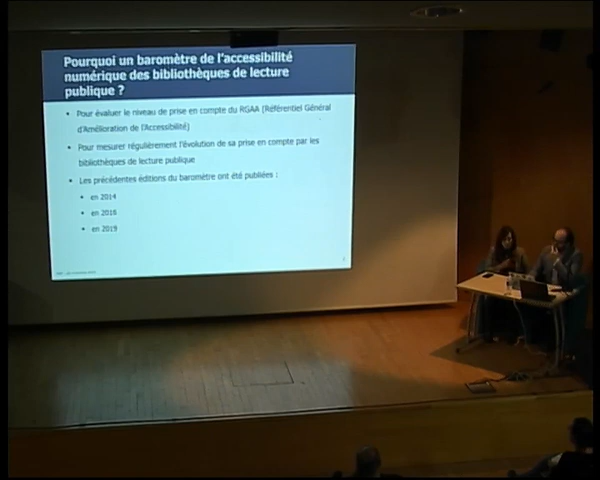 Pourquoi un baromètre de l'accessibilité
numérique des bibliothèques de lecture
publique ?
• Pour évaluer le niveau de prise en compte du RGAA (Référentiel Général
d'Amélioration de l'Accessibilité)
• Pour mesurer régulièrement l'évolution de sa prise en compte par les
bibliothèques de lecture publique
• Les précédentes éditions du baromètre ont été publiées :
• en 2014
• en 2016
• en 2019